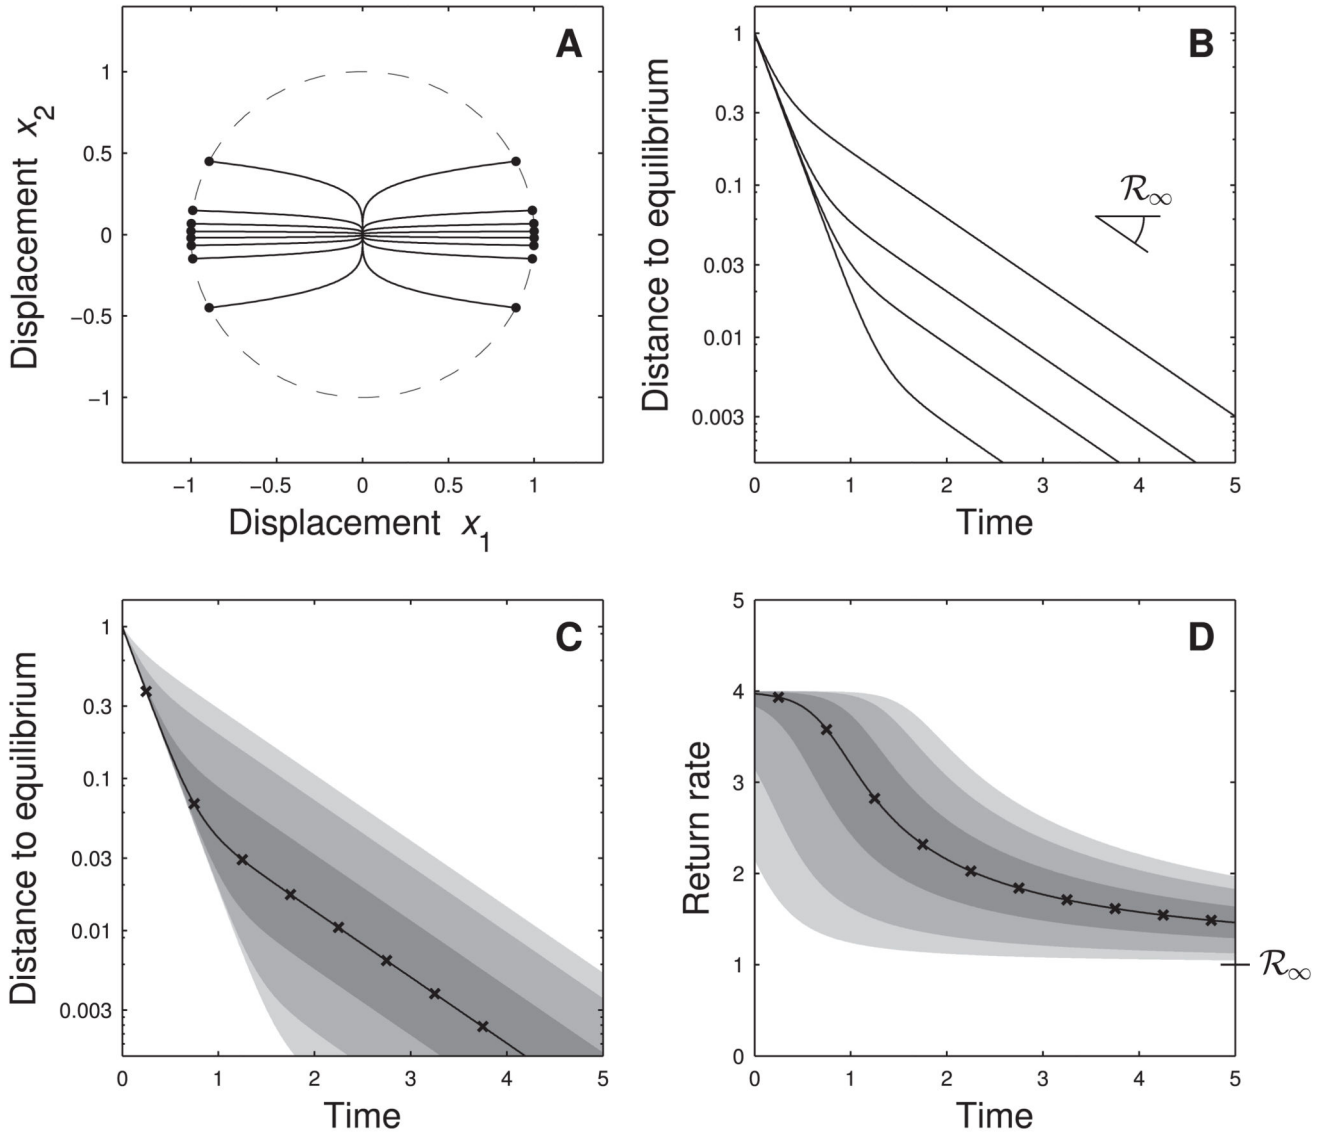 A
1
0.5
0
−0.5
−1
Displacement x₂
−1 −0.5 0 0.5 1
Displacement x₁
B
1
0.3
0.1
0.03
0.01
0.003
Distance to equilibrium
ℛ∞
0 1 2 3 4 5
Time
C
1
0.3
0.1
0.03
0.01
0.003
Distance to equilibrium
0 1 2 3 4 5
Time
D
5
4
3
2
1
0
Return rate
ℛ∞
0 1 2 3 4 5
Time